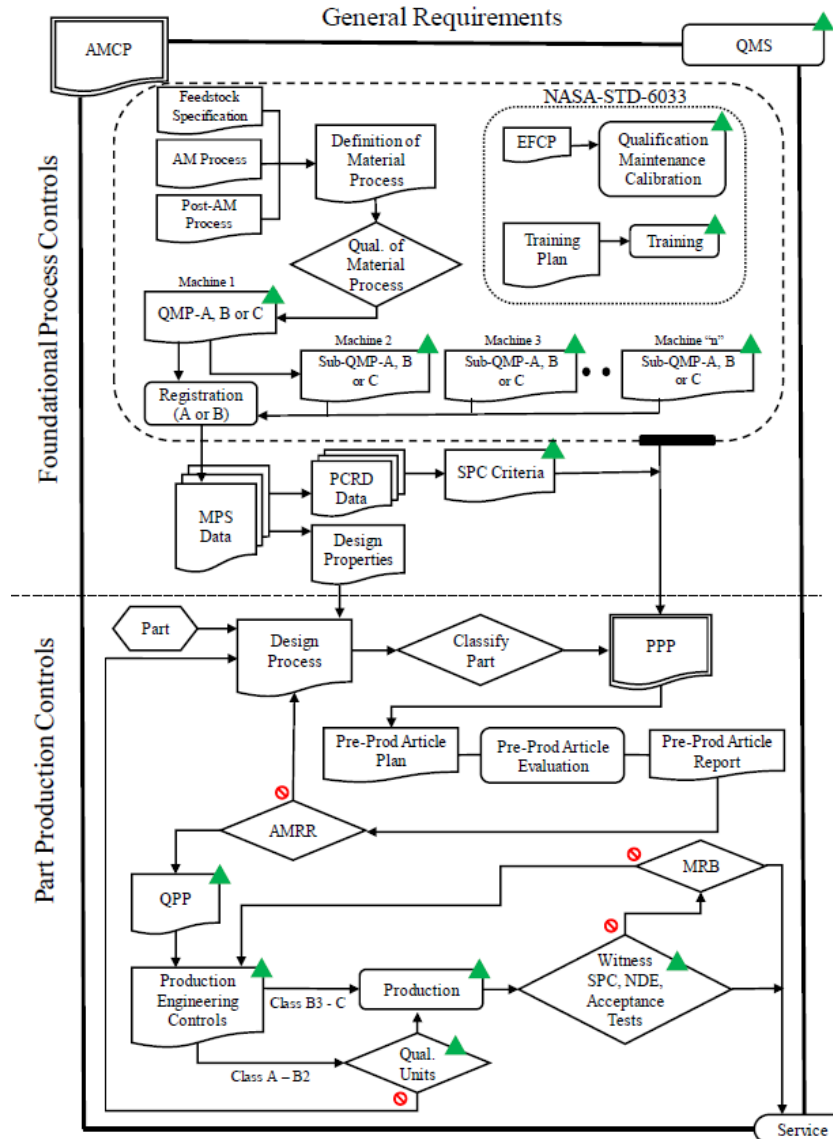 General Requirements
AMCP
QMS
Foundational Process Controls
NASA-STD-6033
Feedstock
Specification
AM Process
Post-AM
Process
Definition of
Material
Process
EFCP
Qualification
Maintenance
Calibration
Qual. of
Material
Process
Training
Plan
Training
Machine 1
QMP-A, B or C
Machine 2
Sub-QMP-A, B
or C
Machine 3
Sub-QMP-A, B
or C
Machine "n"
Sub-QMP-A, B
or C
Registration
(A or B)
MPS
Data
PCRD
Data
SPC Criteria
Design
Properties
Part Production Controls
Part
Design
Process
Classify
Part
PPP
Pre-Prod Article
Plan
Pre-Prod Article
Evaluation
Pre-Prod Article
Report
AMRR
MRB
QPP
Production
Engineering
Controls
Class B3 - C
Production
Witness
SPC, NDE,
Acceptance
Tests
Class A – B2
Qual.
Units
Service